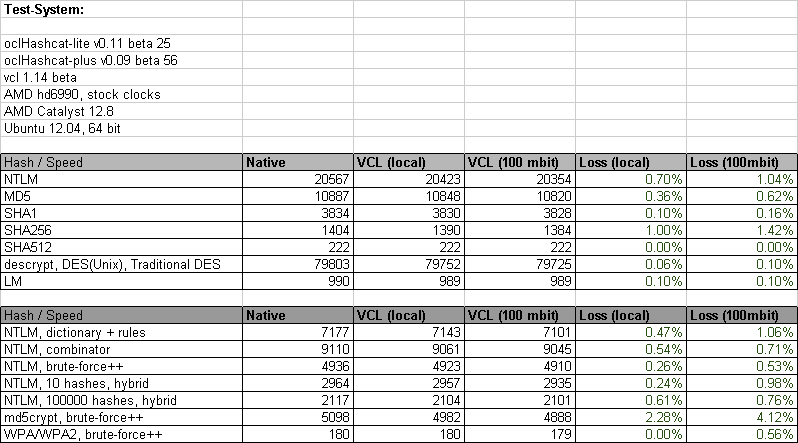 Test-System:
oclHashcat-lite v0.11 beta 25
oclHashcat-plus v0.09 beta 56
vcl 1.14 beta
AMD hd6990, stock clocks
AMD Catalyst 12.8
Ubuntu 12.04, 64 bit
Hash / Speed Native VCL (local) VCL (100 mbit) Loss (local) Loss (100mbit)
NTLM 20567 20423 20354 0.70% 1.04%
MD5 10887 10848 10820 0.36% 0.62%
SHA1 3834 3830 3828 0.10% 0.16%
SHA256 1404 1390 1384 1.00% 1.42%
SHA512 222 222 222 0.00% 0.00%
descrypt, DES(Unix), Traditional DES 79803 79752 79725 0.06% 0.10%
LM 990 989 989 0.10% 0.10%
Hash / Speed Native VCL (local) VCL (100 mbit) Loss (local) Loss (100mbit)
NTLM, dictionary + rules 7177 7143 7101 0.47% 1.06%
NTLM, combinator 9110 9061 9045 0.54% 0.71%
NTLM, brute-force++ 4936 4923 4910 0.26% 0.53%
NTLM, 10 hashes, hybrid 2964 2957 2935 0.24% 0.98%
NTLM, 100000 hashes, hybrid 2117 2104 2101 0.61% 0.76%
md5crypt, brute-force++ 5098 4982 4888 2.28% 4.12%
WPA/WPA2, brute-force++ 180 180 179 0.00% 0.56%